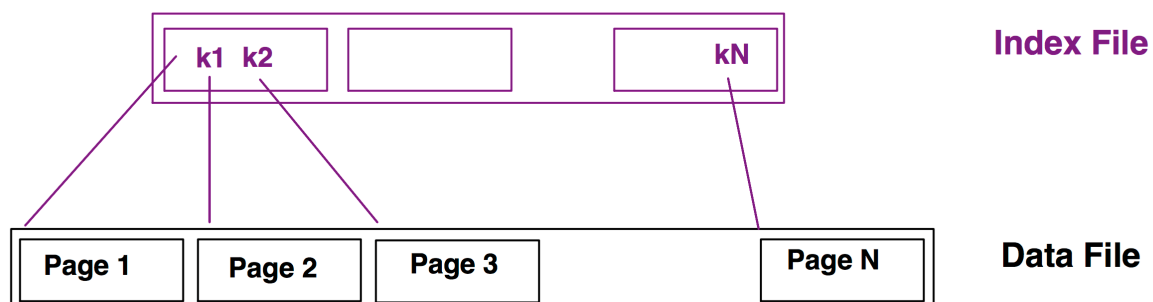 k1 k2 kN Index File
Page 1 Page 2 Page 3 Page N Data File